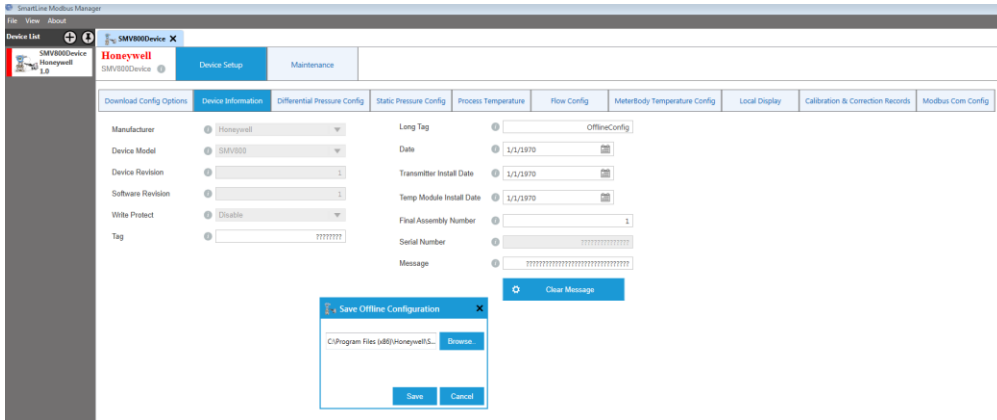 SmartLine Modbus Manager
File View About
Device List
SMV800Device X
SMV800Device
Honeywell
1.0
Honeywell
SMV800Device
Device Setup
Maintenance
Download Config Options
Device Information
Differential Pressure Config
Static Pressure Config
Process Temperature
Flow Config
MeterBody Temperature Config
Local Display
Calibration & Correction Records
Modbus Com Config
Manufacturer Honeywell
Device Model SMV800
Device Revision 1
Software Revision 1
Write Protect Disable
Tag ????????
Long Tag OfflineConfig
Date 1/1/1970
Transmitter Install Date 1/1/1970
Temp Module Install Date 1/1/1970
Final Assembly Number 1
Serial Number ??????????????
Message ????????????????????????????????
Clear Message
Save Offline Configuration X
C:\Program Files (x86)\Honeywell\S... Browse...
Save Cancel